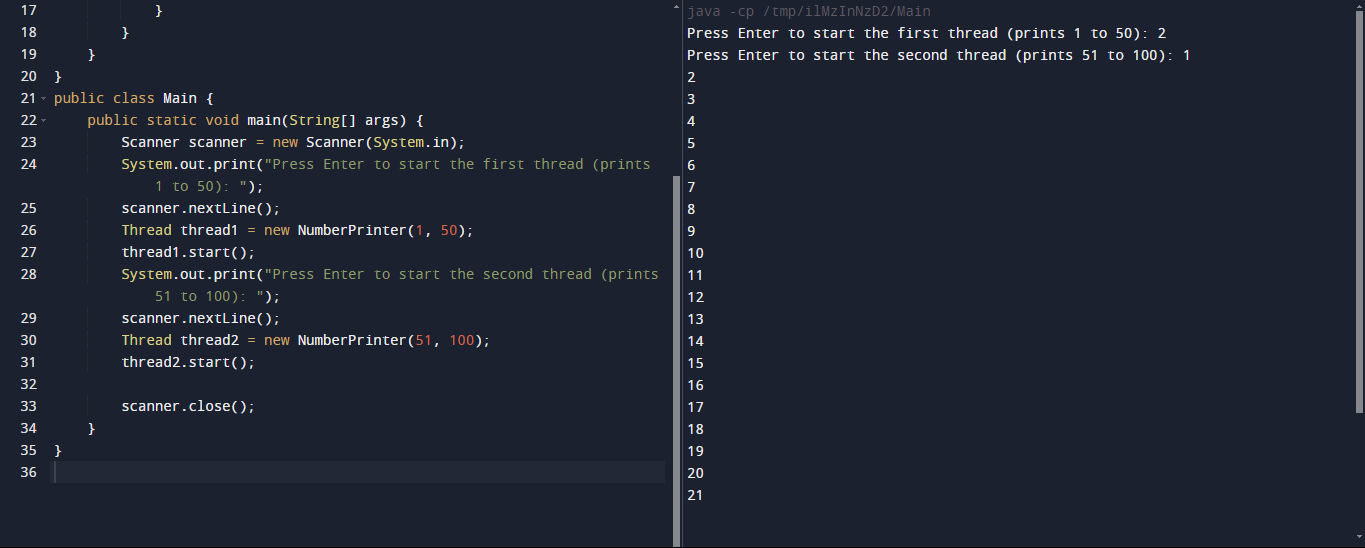 17             }
18         }
19     }
20 }
21 public class Main {
22     public static void main(String[] args) {
23         Scanner scanner = new Scanner(System.in);
24         System.out.print("Press Enter to start the first thread (prints
            1 to 50): ");
25         scanner.nextLine();
26         Thread thread1 = new NumberPrinter(1, 50);
27         thread1.start();
28         System.out.print("Press Enter to start the second thread (prints
            51 to 100): ");
29         scanner.nextLine();
30         Thread thread2 = new NumberPrinter(51, 100);
31         thread2.start();
32
33         scanner.close();
34     }
35 }
36
java -cp /tmp/ilMzInNzD2/Main
Press Enter to start the first thread (prints 1 to 50): 2
Press Enter to start the second thread (prints 51 to 100): 1
2
3
4
5
6
7
8
9
10
11
12
13
14
15
16
17
18
19
20
21